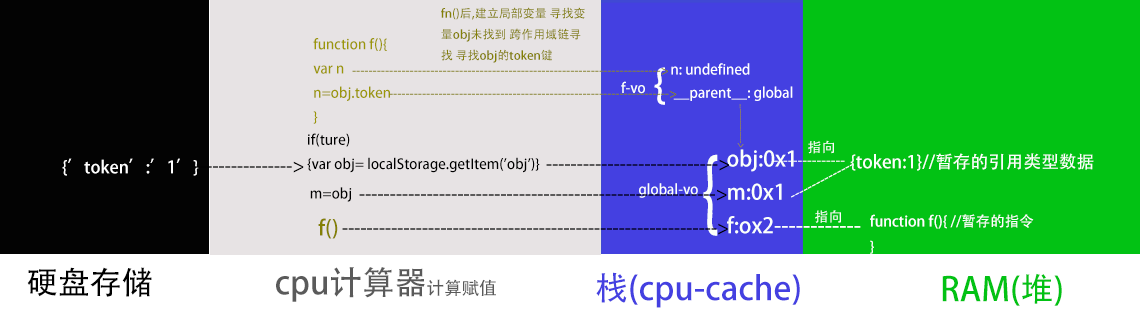 fn()后,建立局部变量 寻找变
量obj未找到 跨作用域链寻
找 寻找obj的token键
function f(){
var n
n=obj.token
}
n: undefined
f-vo
__parent__: global
if(ture)
{′token′:′1′}
{var obj= localStorage.getItem('obj')}
m=obj
f()
global-vo
obj:0x1
m:0x1
f:ox2
指向
{token:1}//暂存的引用类型数据
指向
function f(){ //暂存的指令
}
硬盘存储
cpu计算器计算赋值
栈(cpu-cache)
RAM(堆)